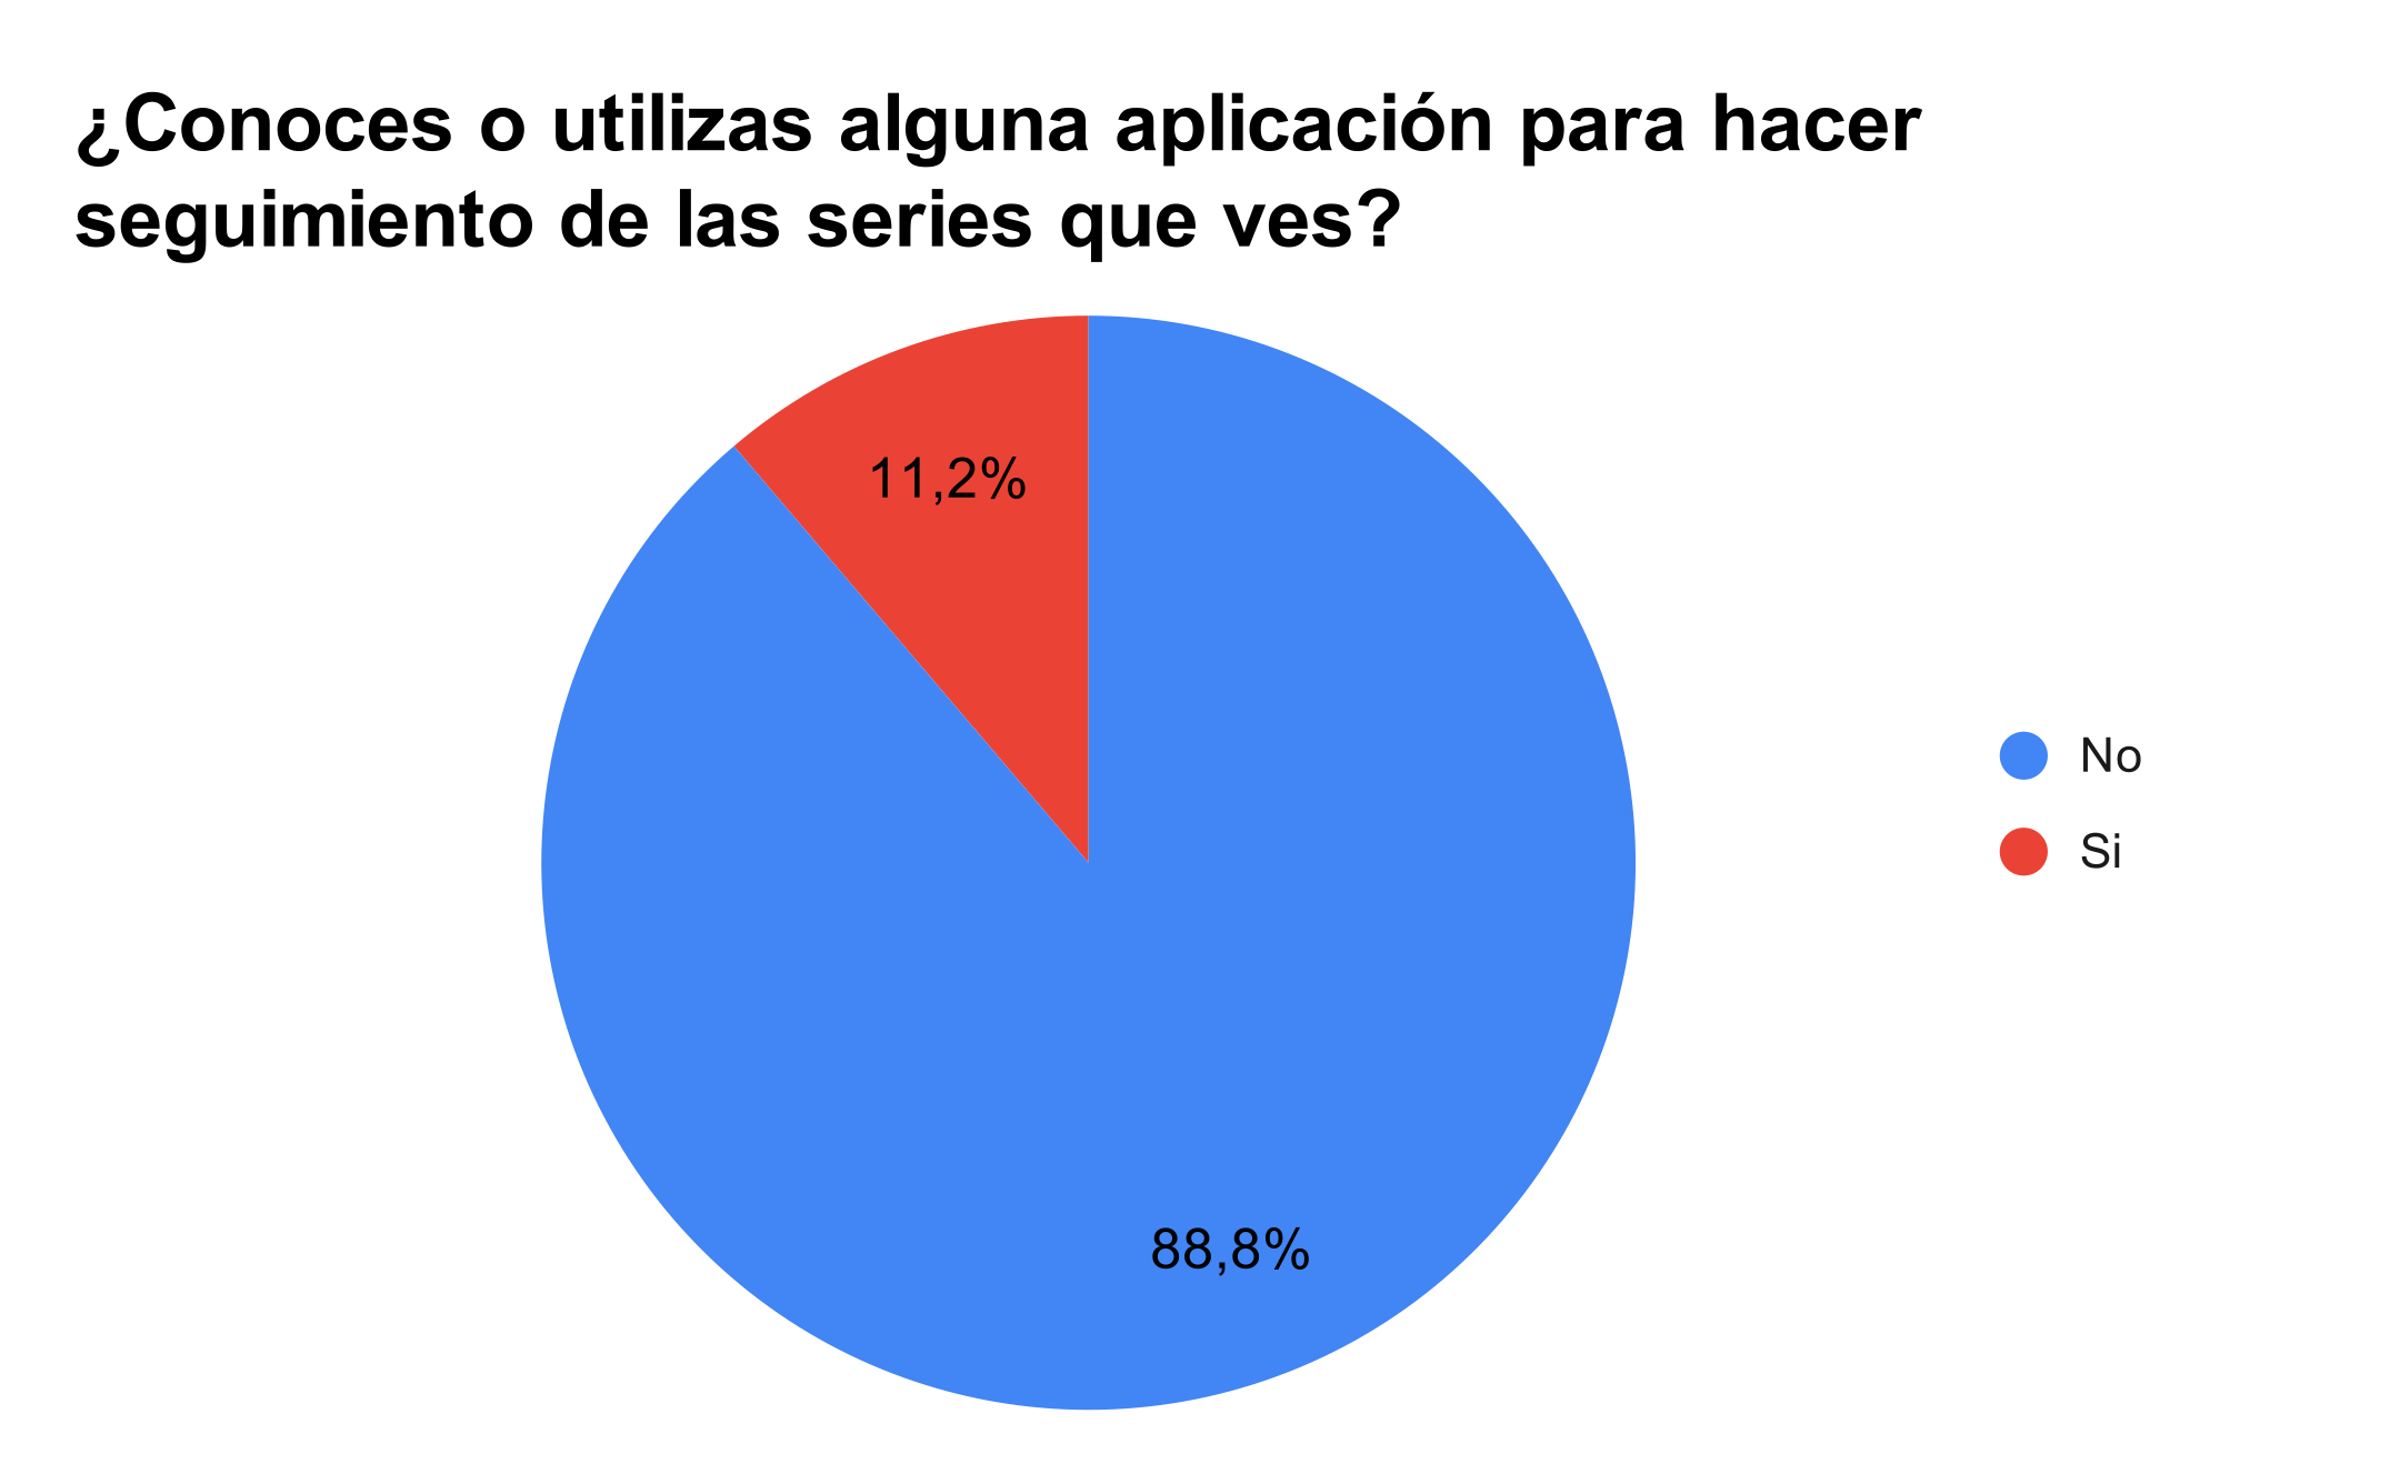 ¿Conoces o utilizas alguna aplicación para hacer
seguimiento de las series que ves?
11,2%
88,8%
No
Si